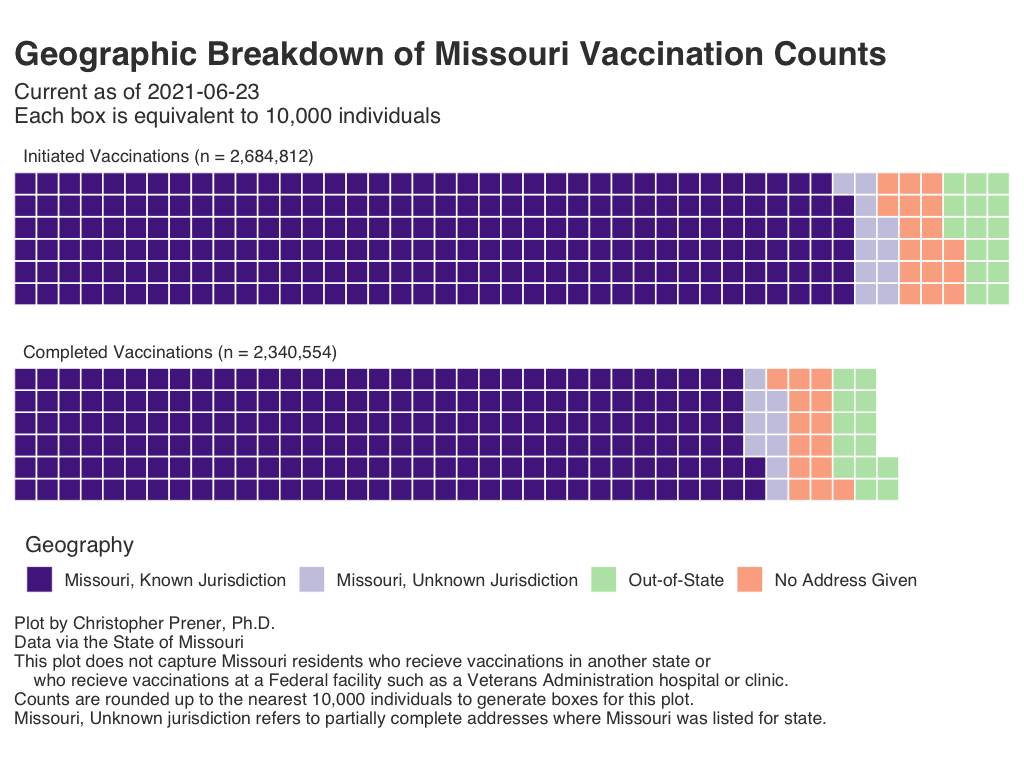 Geographic Breakdown of Missouri Vaccination Counts
Current as of 2021-06-23
Each box is equivalent to 10,000 individuals
Initiated Vaccinations (n = 2,684,812)
Completed Vaccinations (n = 2,340,554)
Geography
Missouri, Known Jurisdiction Missouri, Unknown Jurisdiction Out-of-State No Address Given
Plot by Christopher Prener, Ph.D.
Data via the State of Missouri
This plot does not capture Missouri residents who recieve vaccinations in another state or
who recieve vaccinations at a Federal facility such as a Veterans Administration hospital or clinic.
Counts are rounded up to the nearest 10,000 individuals to generate boxes for this plot.
Missouri, Unknown jurisdiction refers to partially complete addresses where Missouri was listed for state.